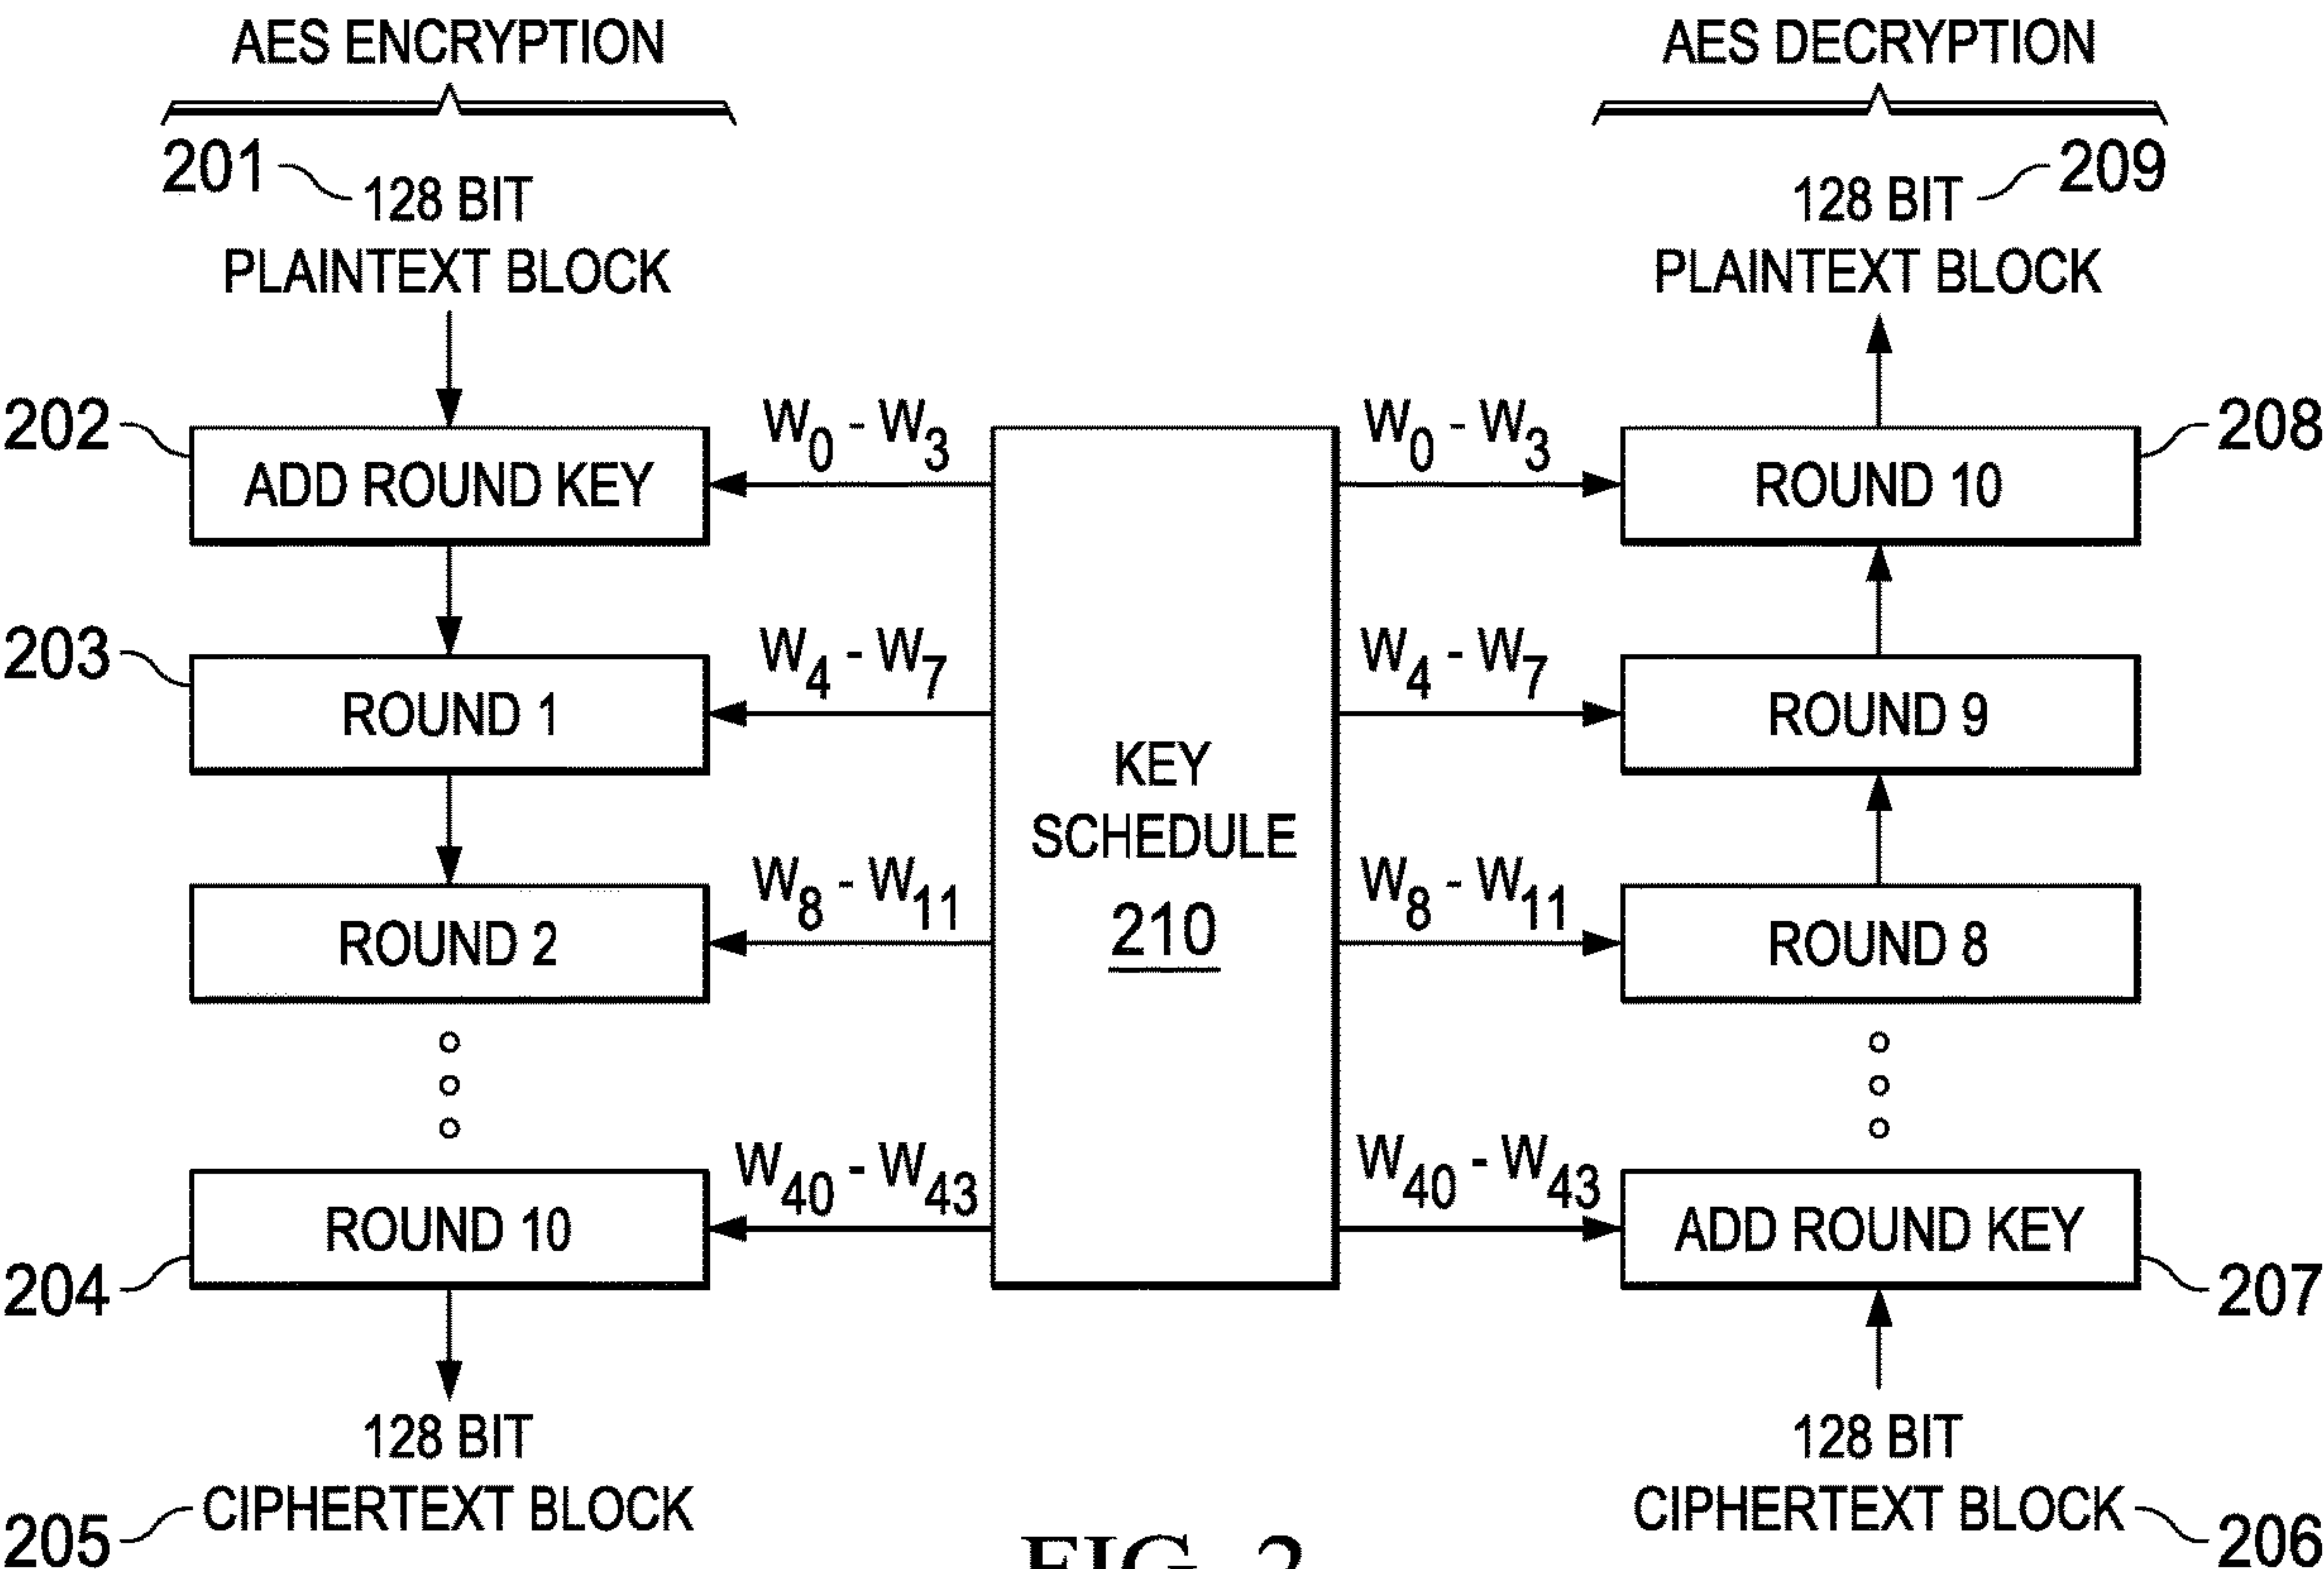 AES ENCRYPTION
201
128 BIT
PLAINTEXT BLOCK
202
ADD ROUND KEY
W0 - W3
203
ROUND 1
W4 - W7
ROUND 2
W8 - W11
ROUND 10
W40 - W43
204
128 BIT
205
CIPHERTEXT BLOCK
KEY
SCHEDULE
210
AES DECRYPTION
209
128 BIT
PLAINTEXT BLOCK
W0 - W3
ROUND 10
208
W4 - W7
ROUND 9
W8 - W11
ROUND 8
W40 - W43
ADD ROUND KEY
207
128 BIT
CIPHERTEXT BLOCK
206
FIG. 2